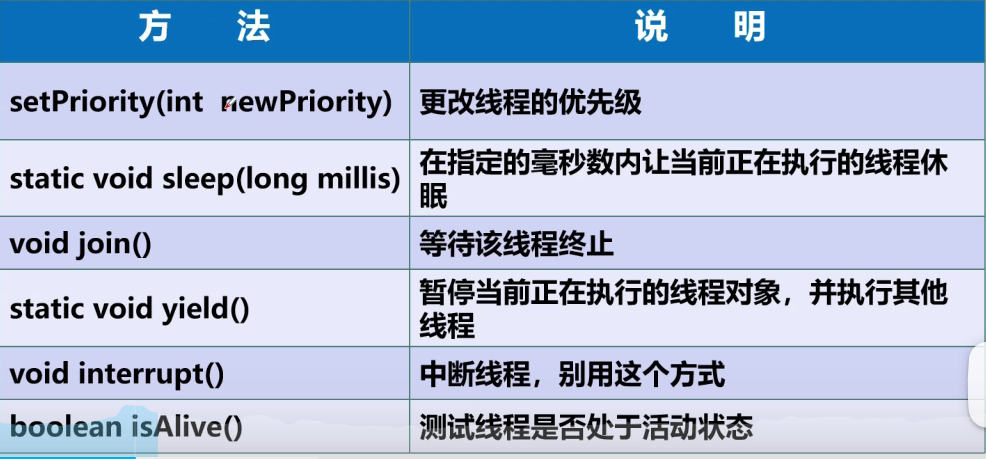 方 法 说 明
setPriority(int newPriority) 更改线程的优先级
static void sleep(long millis) 在指定的毫秒数内让当前正在执行的线程休
眠
void join() 等待该线程终止
static void yield() 暂停当前正在执行的线程对象，并执行其他
线程
void interrupt() 中断线程，别用这个方式
boolean isAlive() 测试线程是否处于活动状态